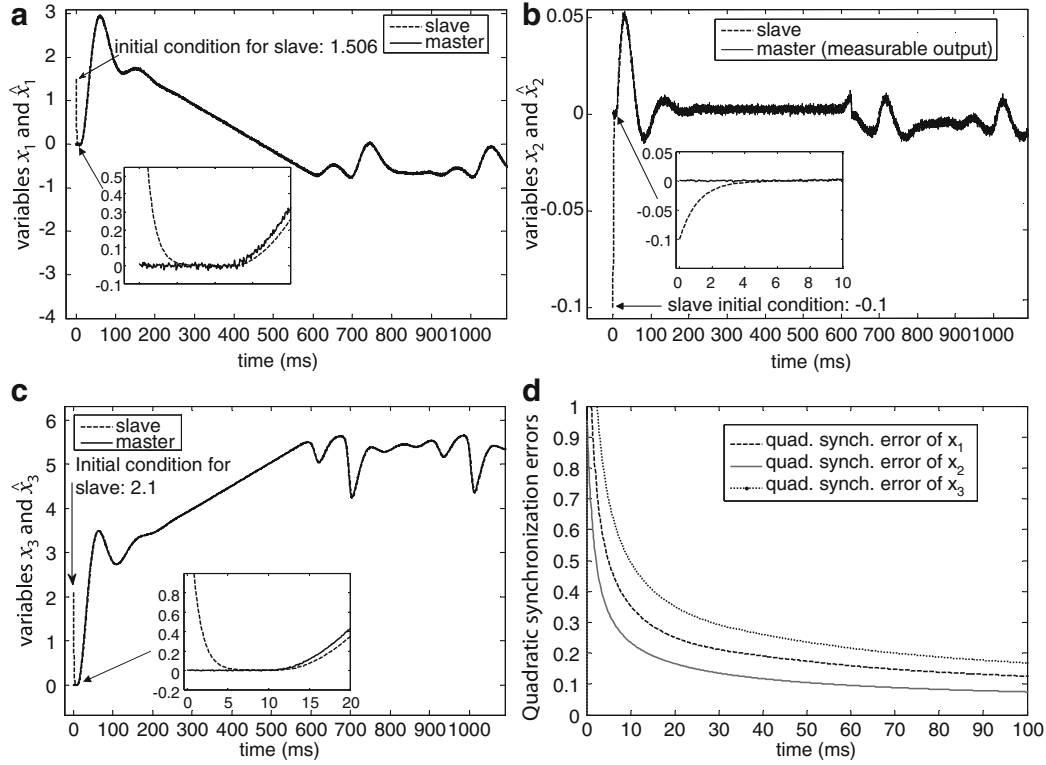 a
3
2
1
0
-1
-2
-3
-4
variables x1 and x̂1
slave
master
initial condition for slave: 1.506
0.5
0.4
0.3
0.2
0.1
0
-0.1
0 100 200 300 400 500 600 700 800 9001000
time (ms)
b
0.05
0
-0.05
-0.1
variables x2 and x̂2
slave
master (measurable output)
0.05
0
-0.05
-0.1
0 2 4 6 8 10
slave initial condition: -0.1
0 100 200 300 400 500 600 700 800 9001000
time (ms)
c
6
5
4
3
2
1
0
variables x3 and x̂3
slave
master
Initial condition for
slave: 2.1
0.8
0.6
0.4
0.2
0
-0.2
0 5 10 15 20
0 100 200 300 400 500 600 700 800 9001000
time (ms)
d
1
0.9
0.8
0.7
0.6
0.5
0.4
0.3
0.2
0.1
0
Quadratic synchronization errors
quad. synch. error of x1
quad. synch. error of x2
quad. synch. error of x3
0 10 20 30 40 50 60 70 80 90 100
time (ms)